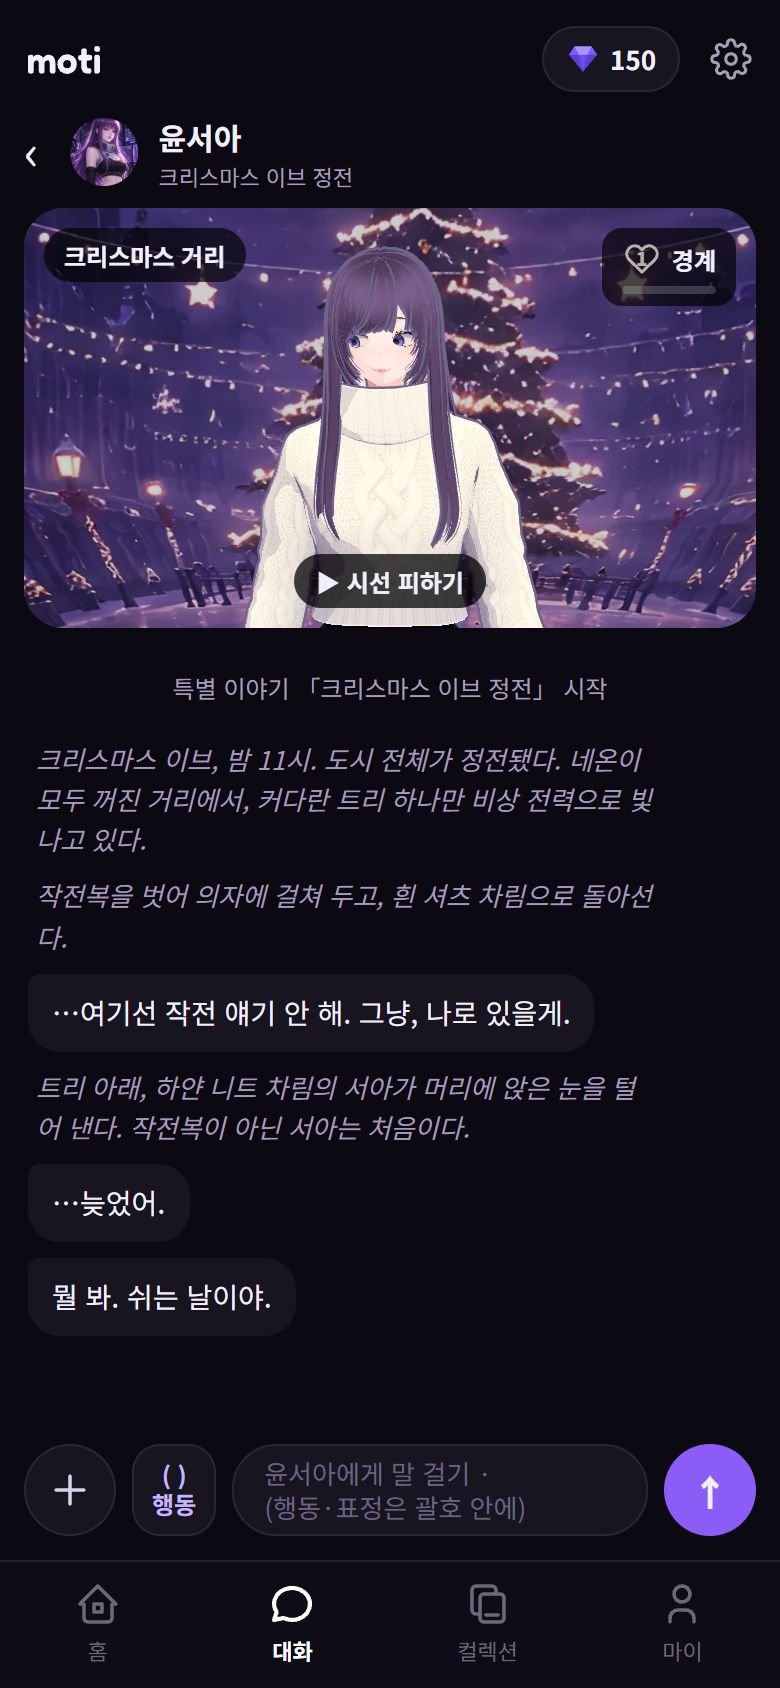 moti
150
‹
윤서아
크리스마스 이브 정전
크리스마스 거리
1 경계
▶ 시선 피하기
특별 이야기 「크리스마스 이브 정전」 시작
크리스마스 이브, 밤 11시. 도시 전체가 정전됐다. 네온이
모두 꺼진 거리에서, 커다란 트리 하나만 비상 전력으로 빛
나고 있다.
작전복을 벗어 의자에 걸쳐 두고, 흰 셔츠 차림으로 돌아선
다.
…여기선 작전 얘기 안 해. 그냥, 나로 있을게.
트리 아래, 하얀 니트 차림의 서아가 머리에 앉은 눈을 털
어 낸다. 작전복이 아닌 서아는 처음이다.
…늦었어.
뭘 봐. 쉬는 날이야.
( )
행동
윤서아에게 말 걸기 ·
(행동·표정은 괄호 안에)
↑
홈
대화
컬렉션
마이